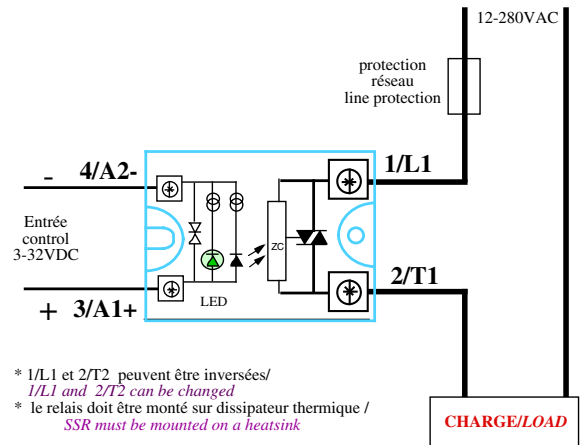 12-280VAC
protection
réseau
line protection
- 4/A2-
1/L1
Entrée
control
3-32VDC
ZC
LED
+ 3/A1+
2/T1
* 1/L1 et 2/T2 peuvent être inversées/
1/L1 and 2/T2 can be changed
* le relais doit être monté sur dissipateur thermique /
SSR must be mounted on a heatsink
CHARGE/LOAD